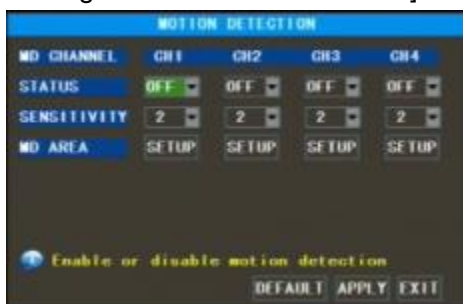 MOTION DETECTION
MD CHANNEL CH1 CH2 CH3 CH4
STATUS OFF OFF OFF OFF
SENSITIVITY 2 2 2 2
MD AREA SETUP SETUP SETUP SETUP
Enable or disable motion detection
DEFAULT APPLY EXIT